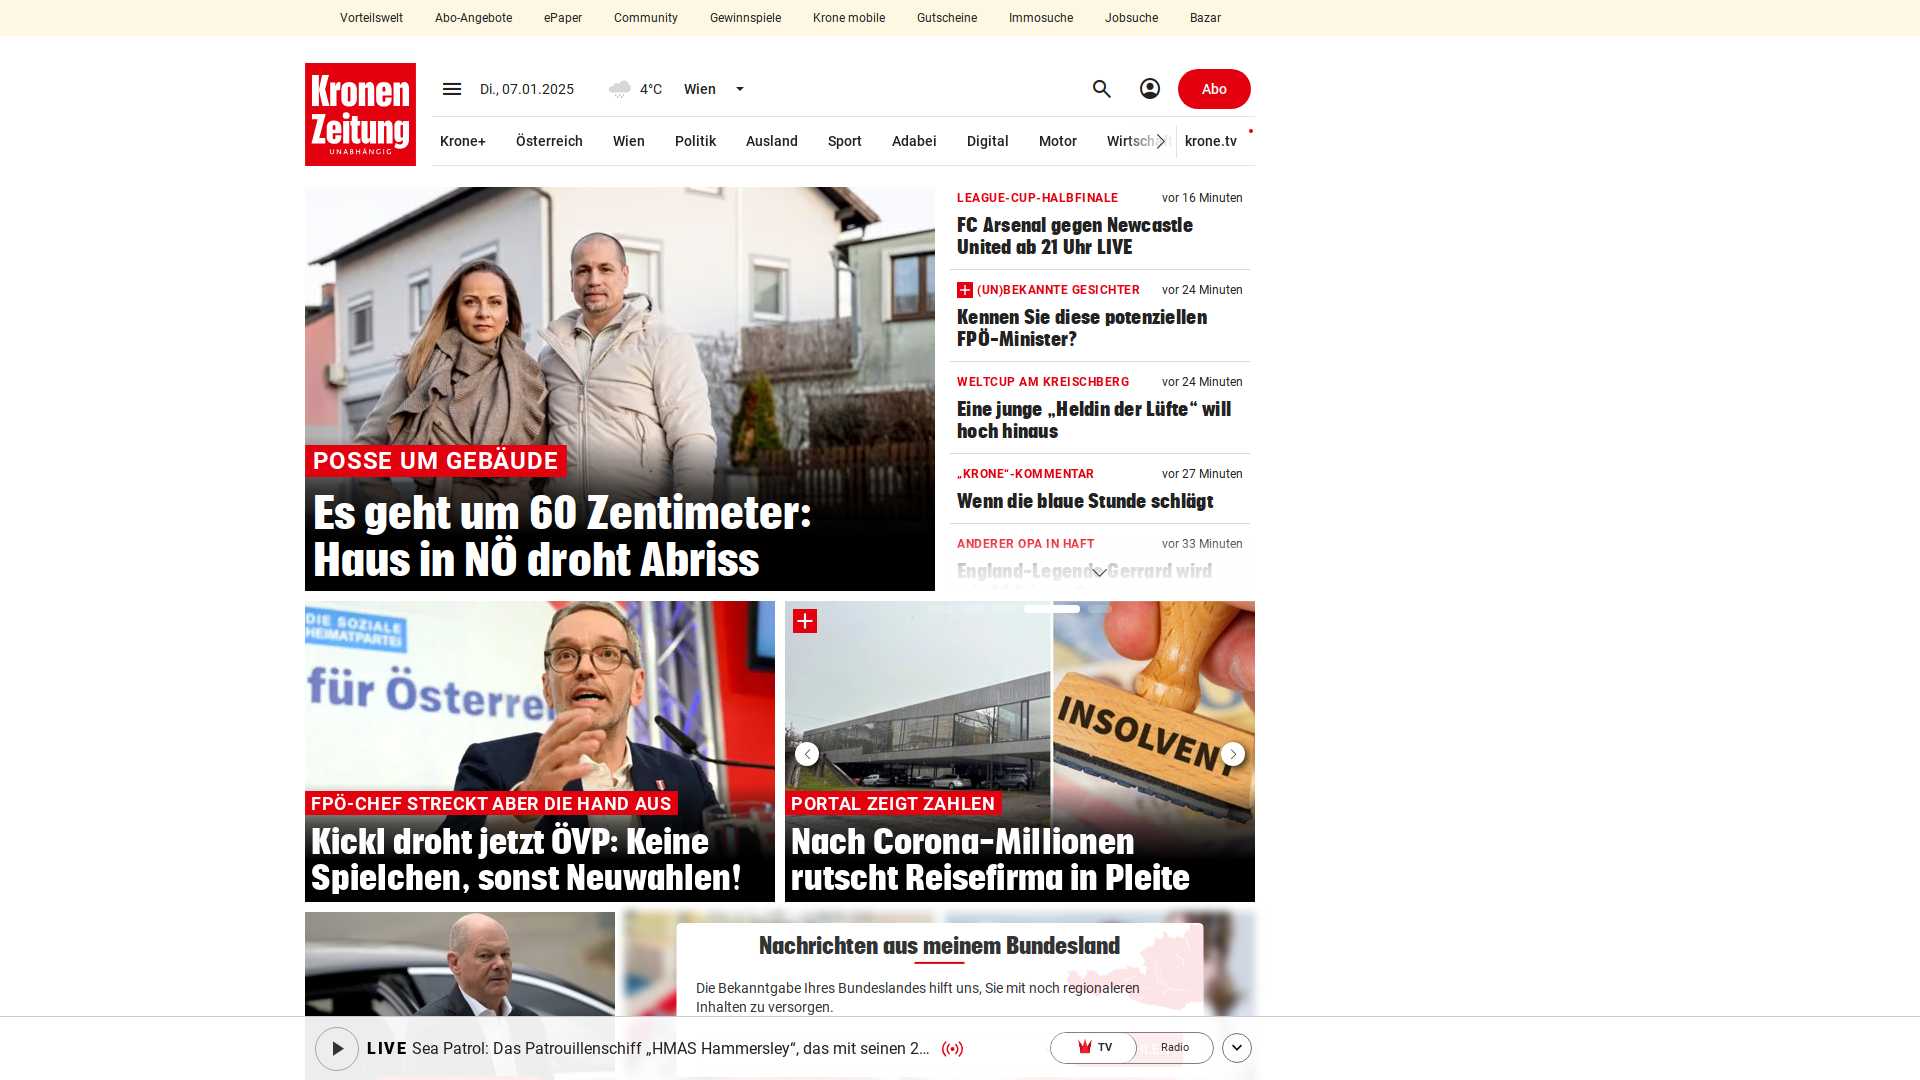 Vorteilswelt Abo-Angebote ePaper Community Gewinnspiele Krone mobile Gutscheine Immosuche Jobsuche Bazar
Kronen
Zeitung
UNABHÄNGIG
Di., 07.01.2025 4°C Wien
Abo
Krone+ Österreich Wien Politik Ausland Sport Adabei Digital Motor Wirtschaft krone.tv
POSSE UM GEBÄUDE
Es geht um 60 Zentimeter:
Haus in NÖ droht Abriss
LEAGUE-CUP-HALBFINALE vor 16 Minuten
FC Arsenal gegen Newcastle
United ab 21 Uhr LIVE
(UN)BEKANNTE GESICHTER vor 24 Minuten
Kennen Sie diese potenziellen
FPÖ-Minister?
WELTCUP AM KREISCHBERG vor 24 Minuten
Eine junge „Heldin der Lüfte“ will
hoch hinaus
„KRONE“-KOMMENTAR vor 27 Minuten
Wenn die blaue Stunde schlägt
ANDERER OPA IN HAFT vor 33 Minuten
England-Legende Gerrard wird
DIE SOZIALE
HEIMATPARTEI
für Österre
FPÖ-CHEF STRECKT ABER DIE HAND AUS
Kickl droht jetzt ÖVP: Keine
Spielchen, sonst Neuwahlen!
INSOLVENT
PORTAL ZEIGT ZAHLEN
Nach Corona-Millionen
rutscht Reisefirma in Pleite
Nachrichten aus meinem Bundesland
Die Bekanntgabe Ihres Bundeslandes hilft uns, Sie mit noch regionaleren
Inhalten zu versorgen.
LIVE Sea Patrol: Das Patrouillenschiff „HMAS Hammersley“, das mit seinen 2... TV Radio